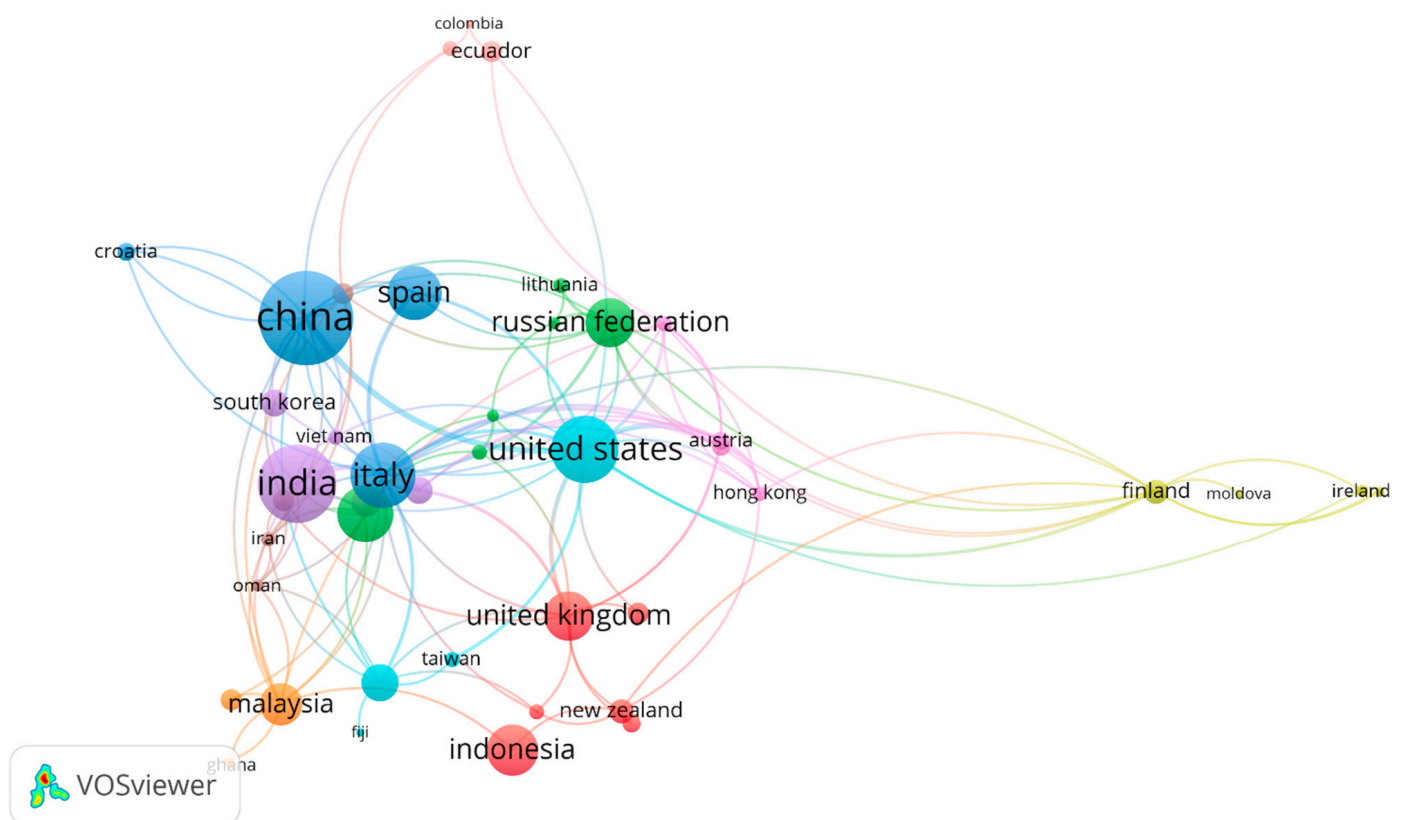 colombia
ecuador
croatia
lithuania
spain
china
russian federation
south korea
viet nam
austria
united states
italy
india
hong kong
finland
moldova
ireland
iran
oman
united kingdom
taiwan
malaysia
new zealand
fiji
indonesia
ghana
VOSviewer